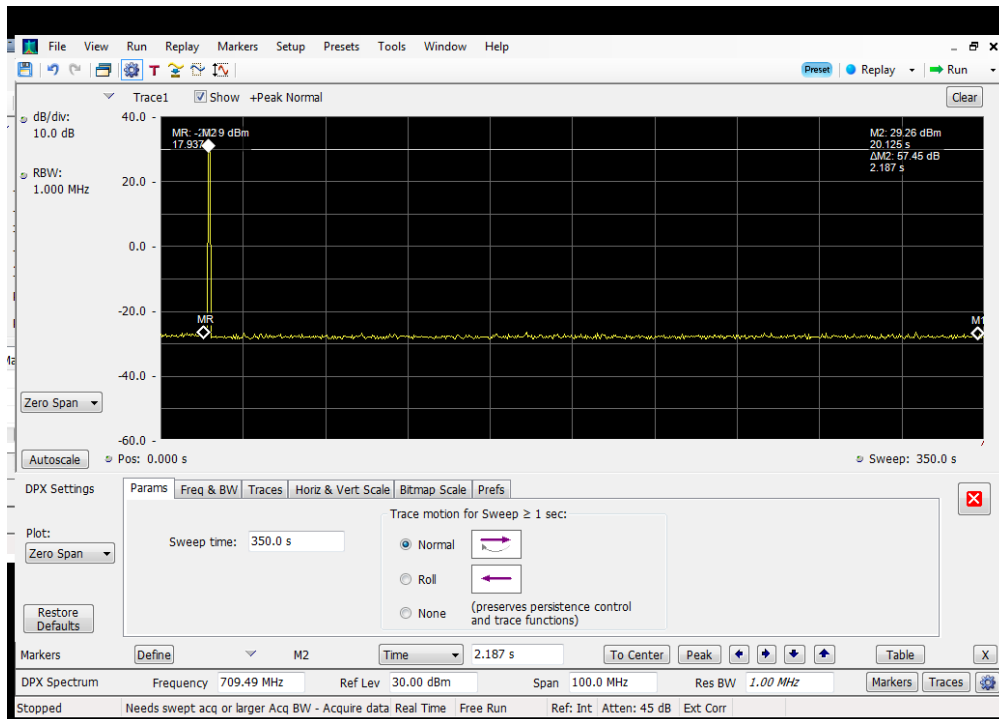 File View Run Replay Markers Setup Presets Tools Window Help
Preset Replay Run
Trace1 Show +Peak Normal Clear
dB/div:
10.0 dB
RBW:
1.000 MHz
40.0 -
20.0 -
0.0 -
-20.0 -
-40.0 -
-60.0 -
MR: M2 9 dBm
17.937
M2: 29.26 dBm
20.125 s
ΔM2: 57.45 dB
2.187 s
MR
M1
Zero Span
Autoscale Pos: 0.000 s Sweep: 350.0 s
DPX Settings Params Freq & BW Traces Horiz & Vert Scale Bitmap Scale Prefs
Plot:
Zero Span
Restore
Defaults
Sweep time: 350.0 s
Trace motion for Sweep ≥ 1 sec:
Normal
Roll
None
(preserves persistence control
and trace functions)
Markers Define M2 Time 2.187 s To Center Peak Table X
DPX Spectrum Frequency 709.49 MHz Ref Lev 30.00 dBm Span 100.0 MHz Res BW 1.00 MHz Markers Traces
Stopped Needs swept acq or larger Acq BW - Acquire data Real Time Free Run Ref: Int Atten: 45 dB Ext Corr